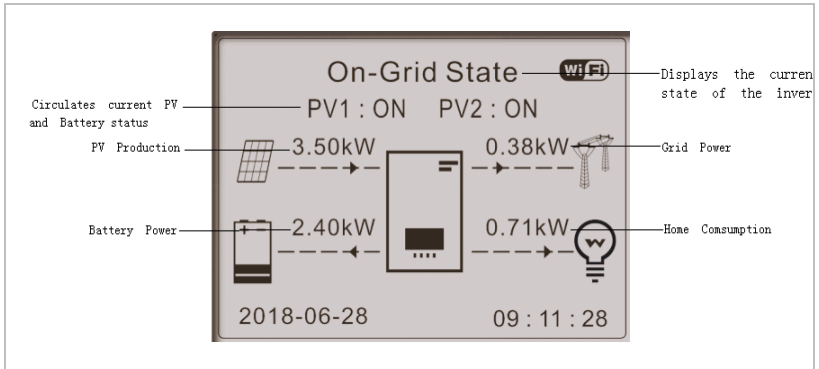 On-Grid State
WiFi
Displays the curren
state of the inver
Circulates current PV
and Battery status
PV1 : ON PV2 : ON
PV Production
3.50kW
0.38kW
Grid Power
Battery Power
2.40kW
0.71kW
Home Comsumption
2018-06-28
09 : 11 : 28